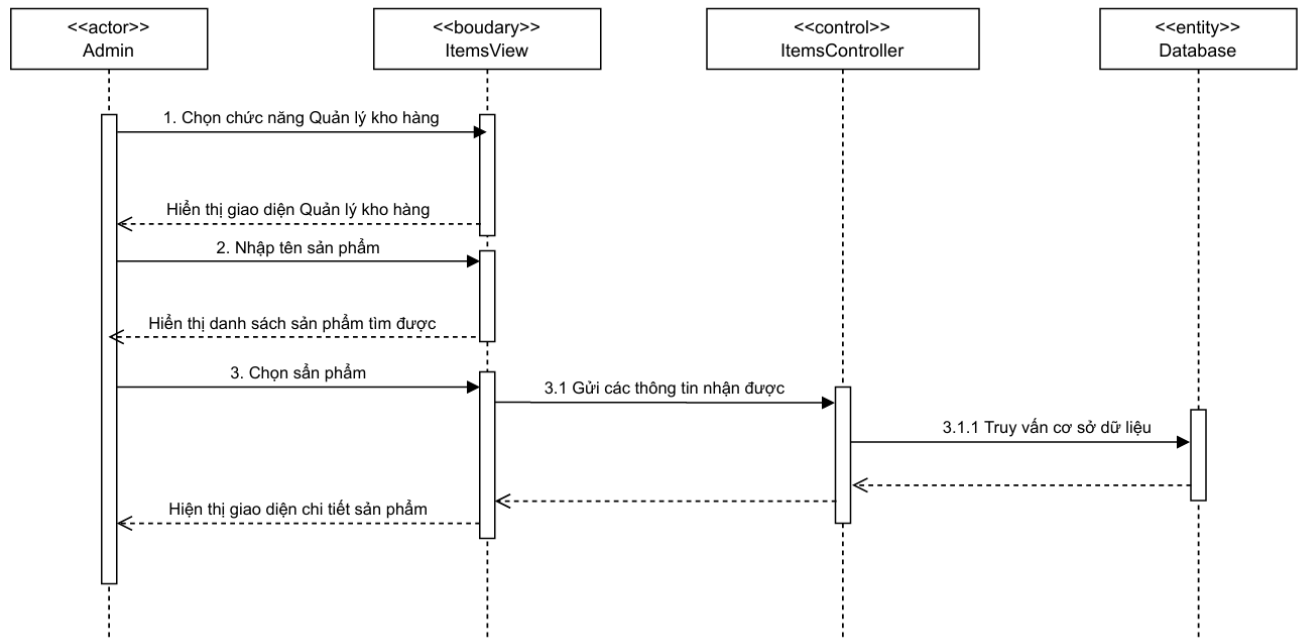 <<actor>>
Admin
<<boudary>>
ItemsView
<<control>>
ItemsController
<<entity>>
Database
1. Chọn chức năng Quản lý kho hàng
Hiển thị giao diện Quản lý kho hàng
2. Nhập tên sản phẩm
Hiển thị danh sách sản phẩm tìm được
3. Chọn sẩn phẩm
3.1 Gửi các thông tin nhận được
3.1.1 Truy vấn cơ sở dữ liệu
Hiện thị giao diện chi tiết sản phẩm